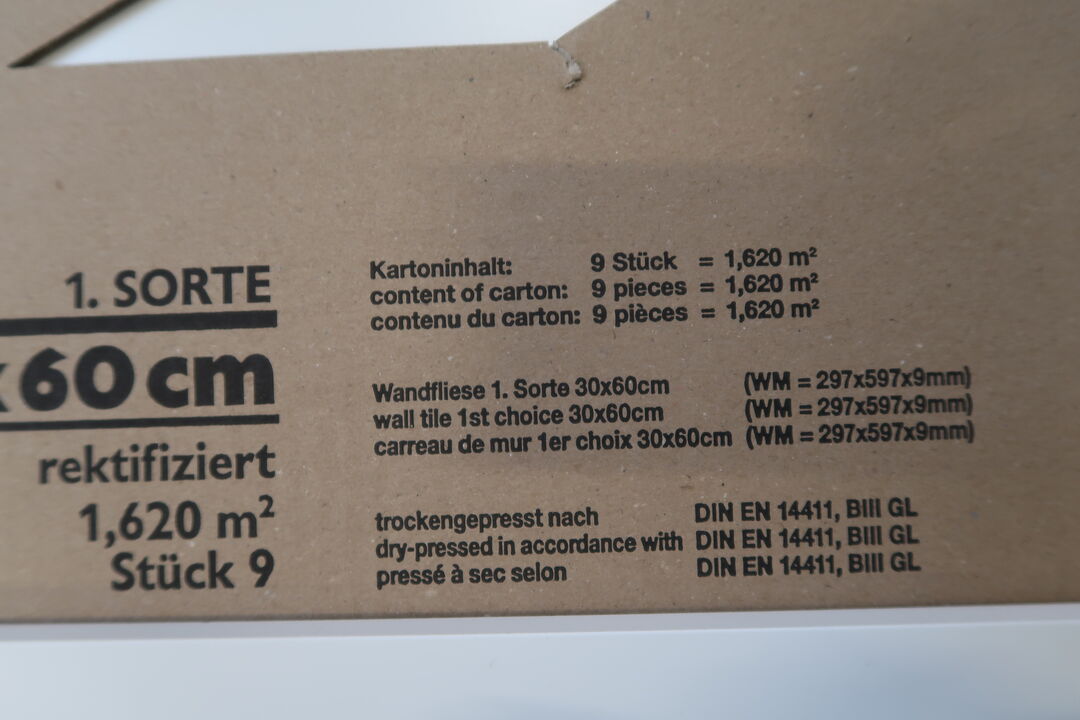 1. SORTE
60 cm
rektifiziert
1,620 m²
Stück 9
Kartoninhalt: 9 Stück = 1,620 m²
content of carton: 9 pieces = 1,620 m²
contenu du carton: 9 pièces = 1,620 m²
Wandfliese 1. Sorte 30x60cm (WM = 297x597x9mm)
wall tile 1st choice 30x60cm (WM = 297x597x9mm)
carreau de mur 1er choix 30x60cm (WM = 297x597x9mm)
trockengepresst nach DIN EN 14411, BIII GL
dry-pressed in accordance with DIN EN 14411, BIII GL
pressé à sec selon DIN EN 14411, BIII GL